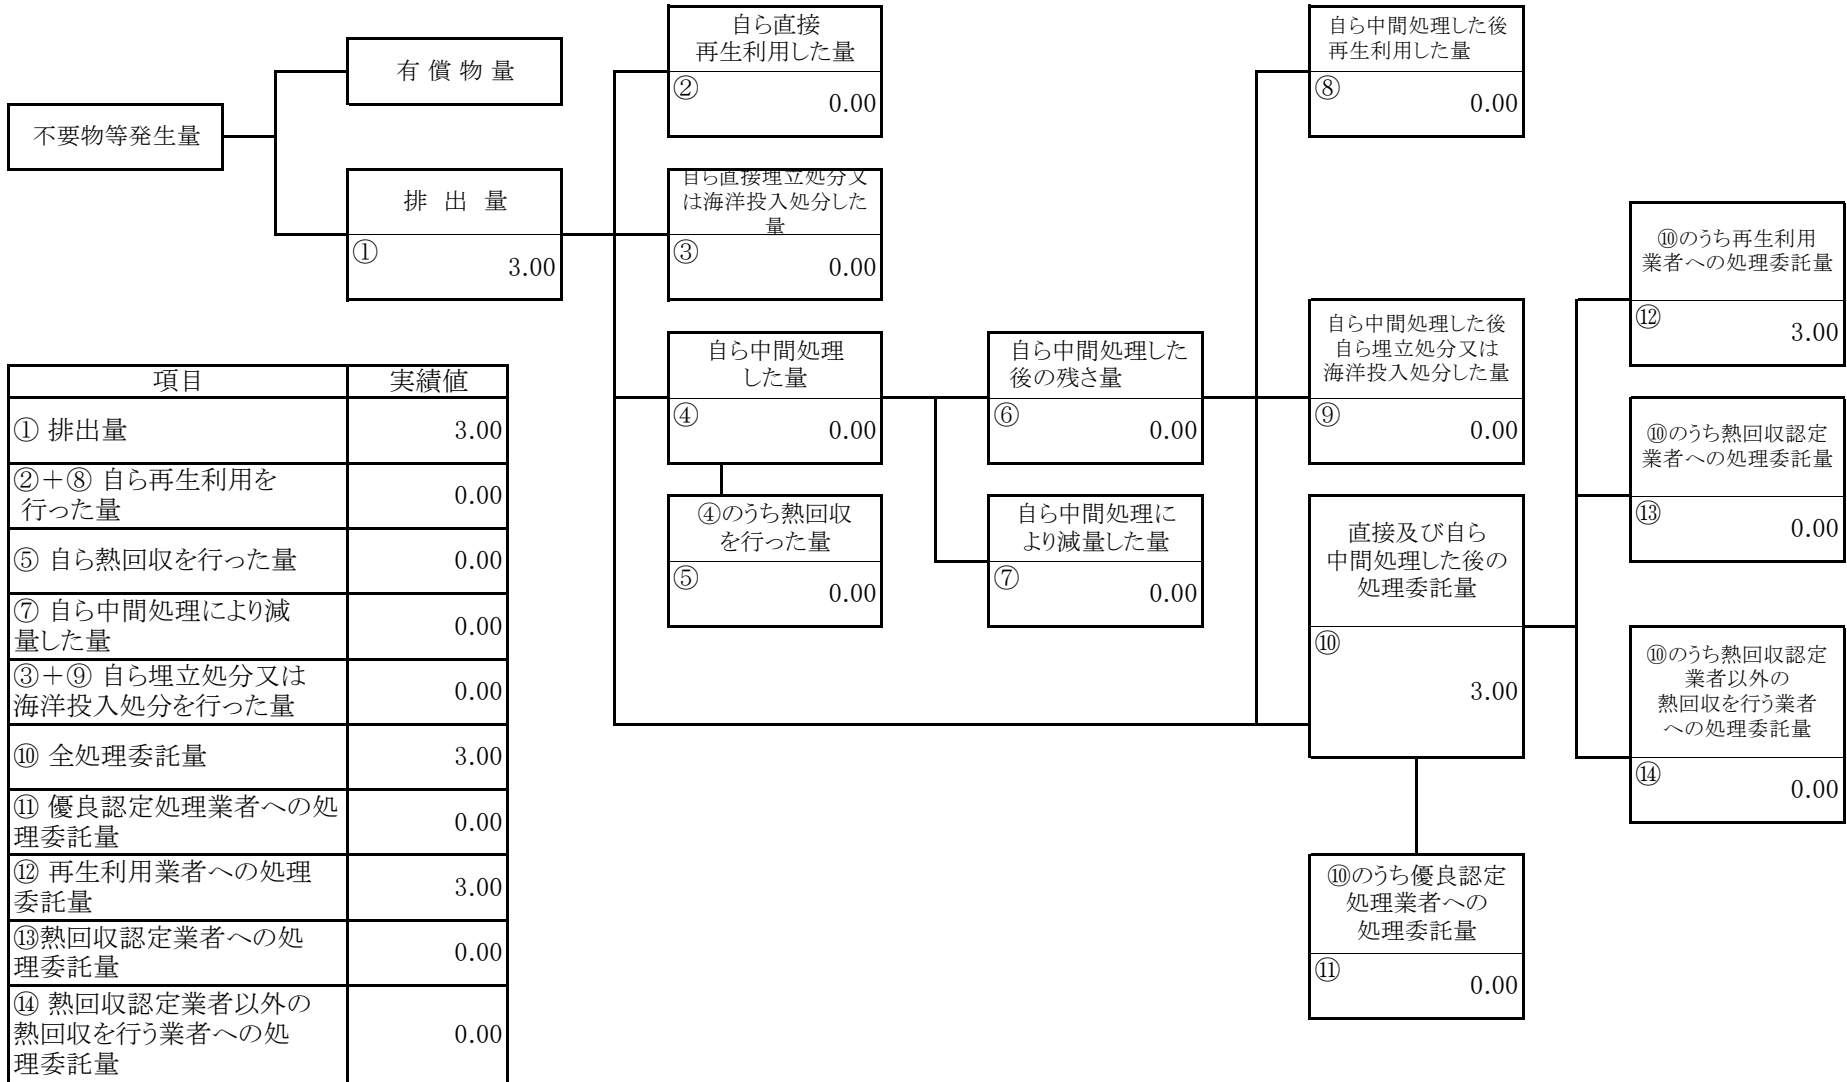 不要物等発生量
有償物量
排出量
①
3.00
自ら直接
再生利用した量
②
0.00
自ら直接埋立処分又
は海洋投入処分した
量
③
0.00
自ら中間処理
した量
④
0.00
④のうち熱回収
を行った量
⑤
0.00
自ら中間処理した
後の残さ量
⑥
0.00
自ら中間処理に
より減量した量
⑦
0.00
自ら中間処理した後
再生利用した量
⑧
0.00
自ら中間処理した後
自ら埋立処分又は
海洋投入処分した量
⑨
0.00
直接及び自ら
中間処理した後の
処理委託量
⑩
3.00
⑩のうち優良認定
処理業者への
処理委託量
⑪
0.00
⑩のうち再生利用
業者への処理委託量
⑫
3.00
⑩のうち熱回収認定
業者への処理委託量
⑬
0.00
⑩のうち熱回収認定
業者以外の
熱回収を行う業者
への処理委託量
⑭
0.00
項目 実績値
① 排出量 3.00
②+⑧ 自ら再生利用を
行った量 0.00
⑤ 自ら熱回収を行った量 0.00
⑦ 自ら中間処理により減
量した量 0.00
③+⑨ 自ら埋立処分又は
海洋投入処分を行った量 0.00
⑩ 全処理委託量 3.00
⑪ 優良認定処理業者への処
理委託量 0.00
⑫ 再生利用業者への処理
委託量 3.00
⑬熱回収認定業者への処
理委託量 0.00
⑭ 熱回収認定業者以外の
熱回収を行う業者への処
理委託量 0.00